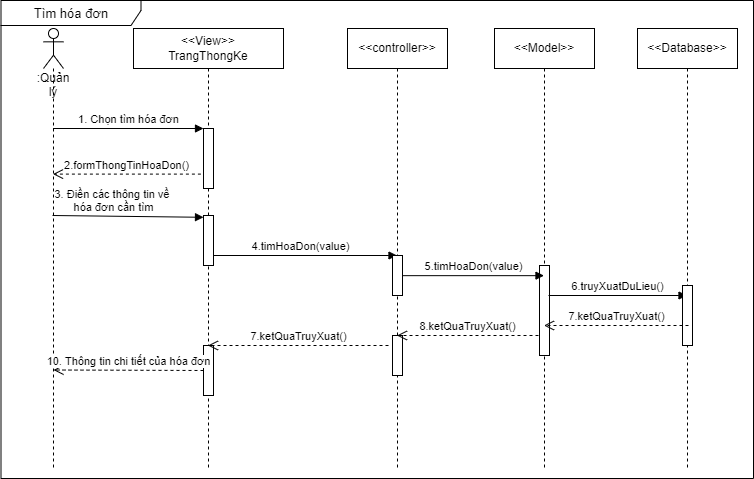 Tìm hóa đơn
:Quản
lý
<<View>>
TrangThongKe
<<controller>>
<<Model>>
<<Database>>
1. Chọn tìm hóa đơn
2.formThongTinHoaDon()
3. Điền các thông tin về
hóa đơn cần tìm
4.timHoaDon(value)
5.timHoaDon(value)
6.truyXuatDuLieu()
7.ketQuaTruyXuat()
8.ketQuaTruyXuat()
7.ketQuaTruyXuat()
10. Thông tin chi tiết của hóa đơn